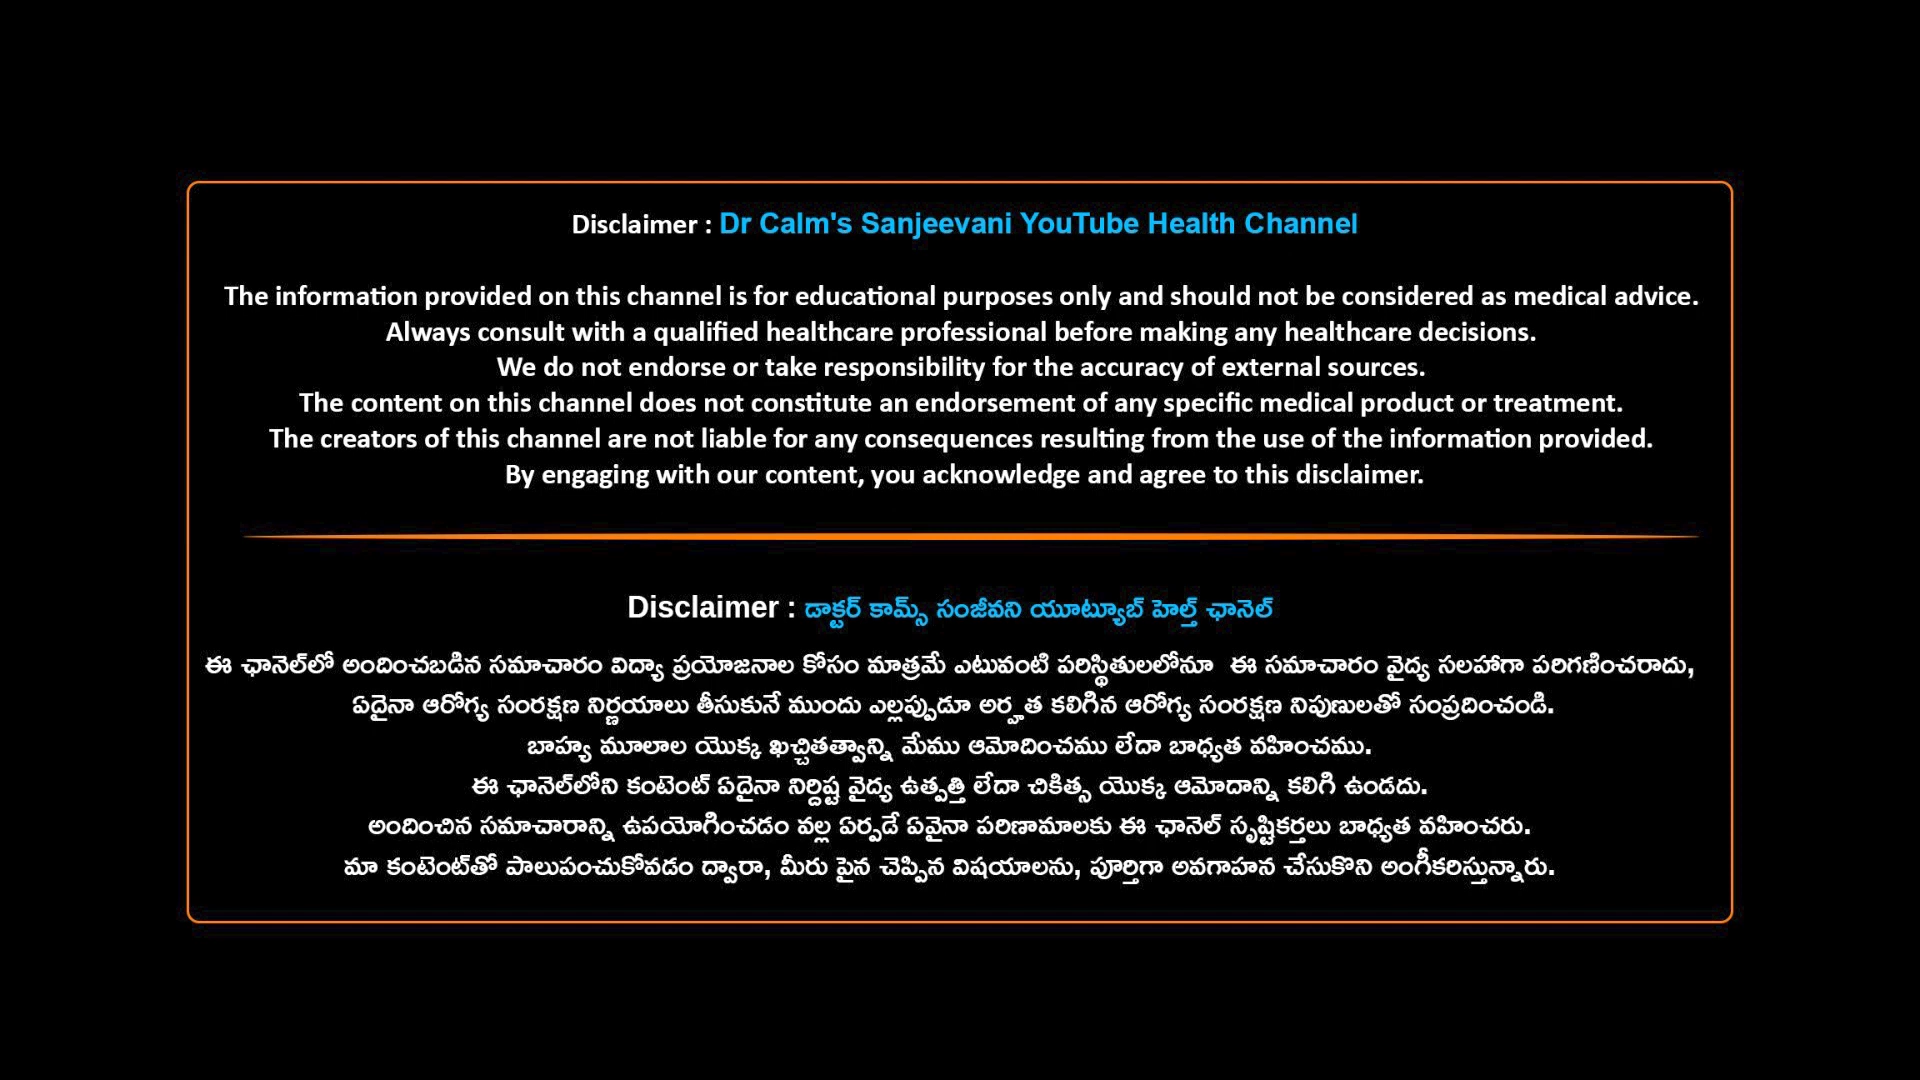 Disclaimer : Dr Calm's Sanjeevani YouTube Health Channel
The information provided on this channel is for educational purposes only and should not be considered as medical advice.
Always consult with a qualified healthcare professional before making any healthcare decisions.
We do not endorse or take responsibility for the accuracy of external sources.
The content on this channel does not constitute an endorsement of any specific medical product or treatment.
The creators of this channel are not liable for any consequences resulting from the use of the information provided.
By engaging with our content, you acknowledge and agree to this disclaimer.
Disclaimer : డాక్టర్ కామ్స్ సంజీవని యూట్యూబ్ హెల్త్ ఛానెల్
ఈ ఛానెల్‌లో అందించబడిన సమాచారం విద్యా ప్రయోజనాల కోసం మాత్రమే ఎటువంటి పరిస్థితులలోనూ ఈ సమాచారం వైద్య సలహాగా పరిగణించరాదు,
ఏదైనా ఆరోగ్య సంరక్షణ నిర్ణయాలు తీసుకునే ముందు ఎల్లప్పుడూ అర్హత కలిగిన ఆరోగ్య సంరక్షణ నిపుణులతో సంప్రదించండి.
బాహ్య మూలాల యొక్క ఖచ్చితత్వాన్ని మేము ఆమోదించము లేదా బాధ్యత వహించము.
ఈ ఛానెల్‌లోని కంటెంట్ ఏదైనా నిర్దిష్ట వైద్య ఉత్పత్తి లేదా చికిత్స యొక్క ఆమోదాన్ని కలిగి ఉండదు.
అందించిన సమాచారాన్ని ఉపయోగించడం వల్ల ఏర్పడే ఏవైనా పరిణామాలకు ఈ ఛానెల్ సృష్టికర్తలు బాధ్యత వహించరు.
మా కంటెంట్‌తో పాలుపంచుకోవడం ద్వారా, మీరు పైన చెప్పిన విషయాలను, పూర్తిగా అవగాహన చేసుకొని అంగీకరిస్తున్నారు.